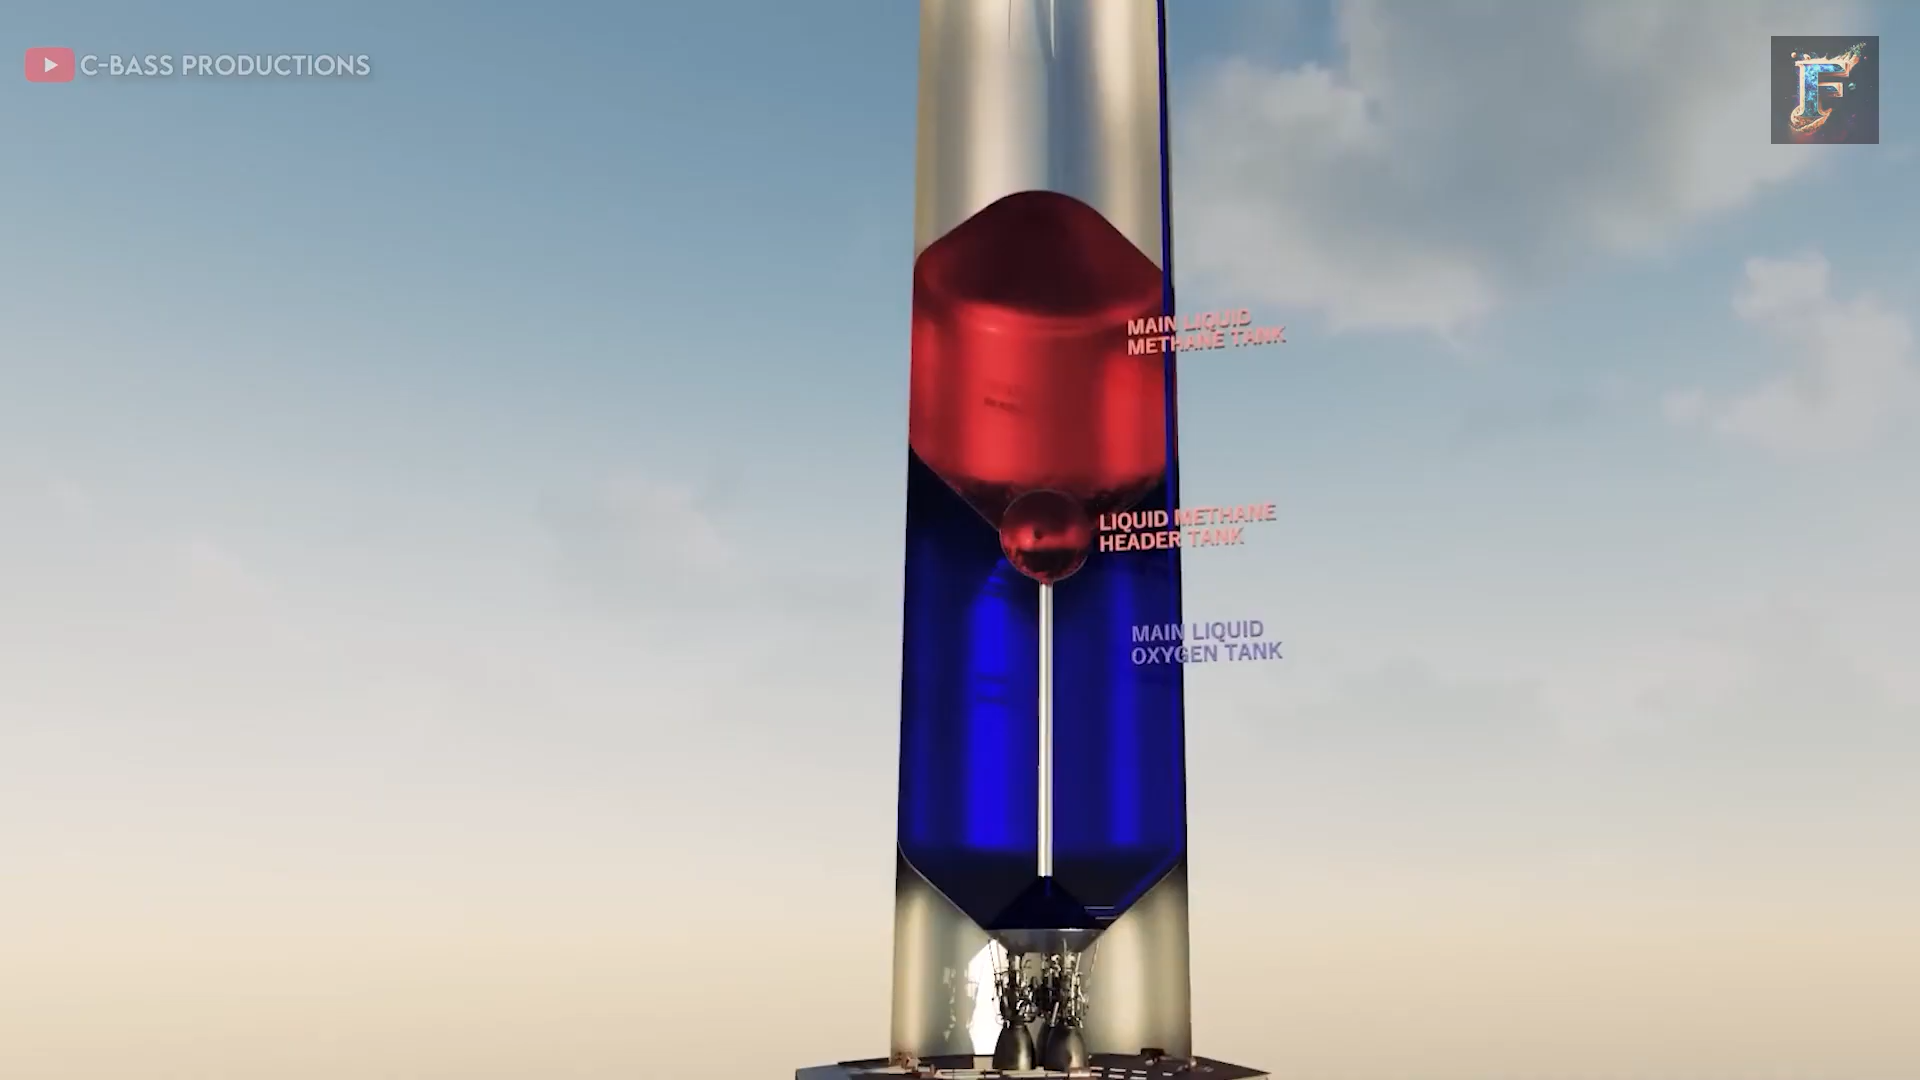 C-BASS PRODUCTIONS
F
MAIN LIQUID
METHANE TANK
LIQUID METHANE
HEADER TANK
MAIN LIQUID
OXYGEN TANK